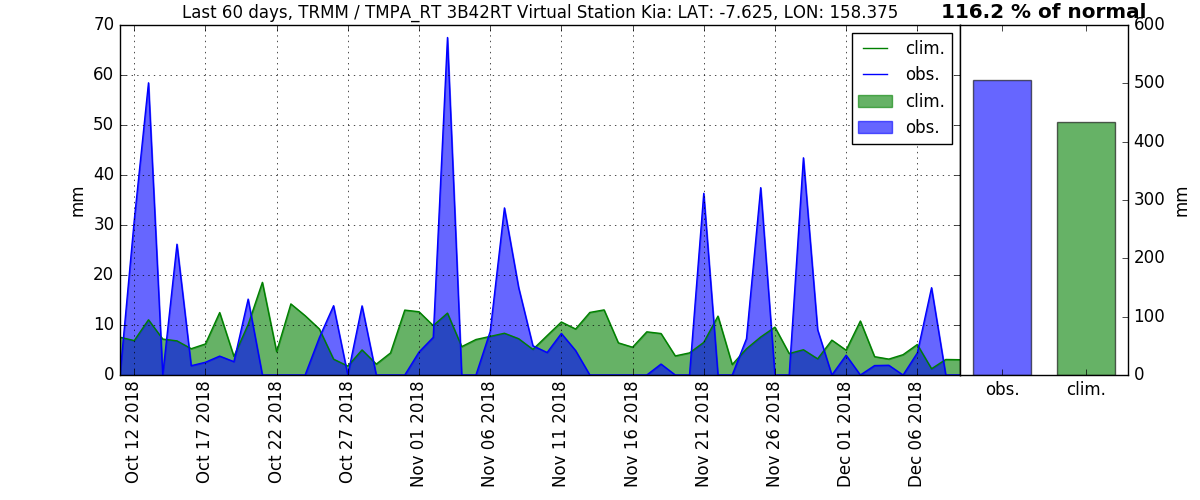 Last 60 days, TRMM / TMPA_RT 3B42RT Virtual Station Kia: LAT: -7.625, LON: 158.375
116.2 % of normal
70
60
50
40
30
20
10
0
mm
clim.
obs.
clim.
obs.
Oct 12 2018
Oct 17 2018
Oct 22 2018
Oct 27 2018
Nov 01 2018
Nov 06 2018
Nov 11 2018
Nov 16 2018
Nov 21 2018
Nov 26 2018
Dec 01 2018
Dec 06 2018
600
500
400
300
200
100
0
mm
obs.
clim.